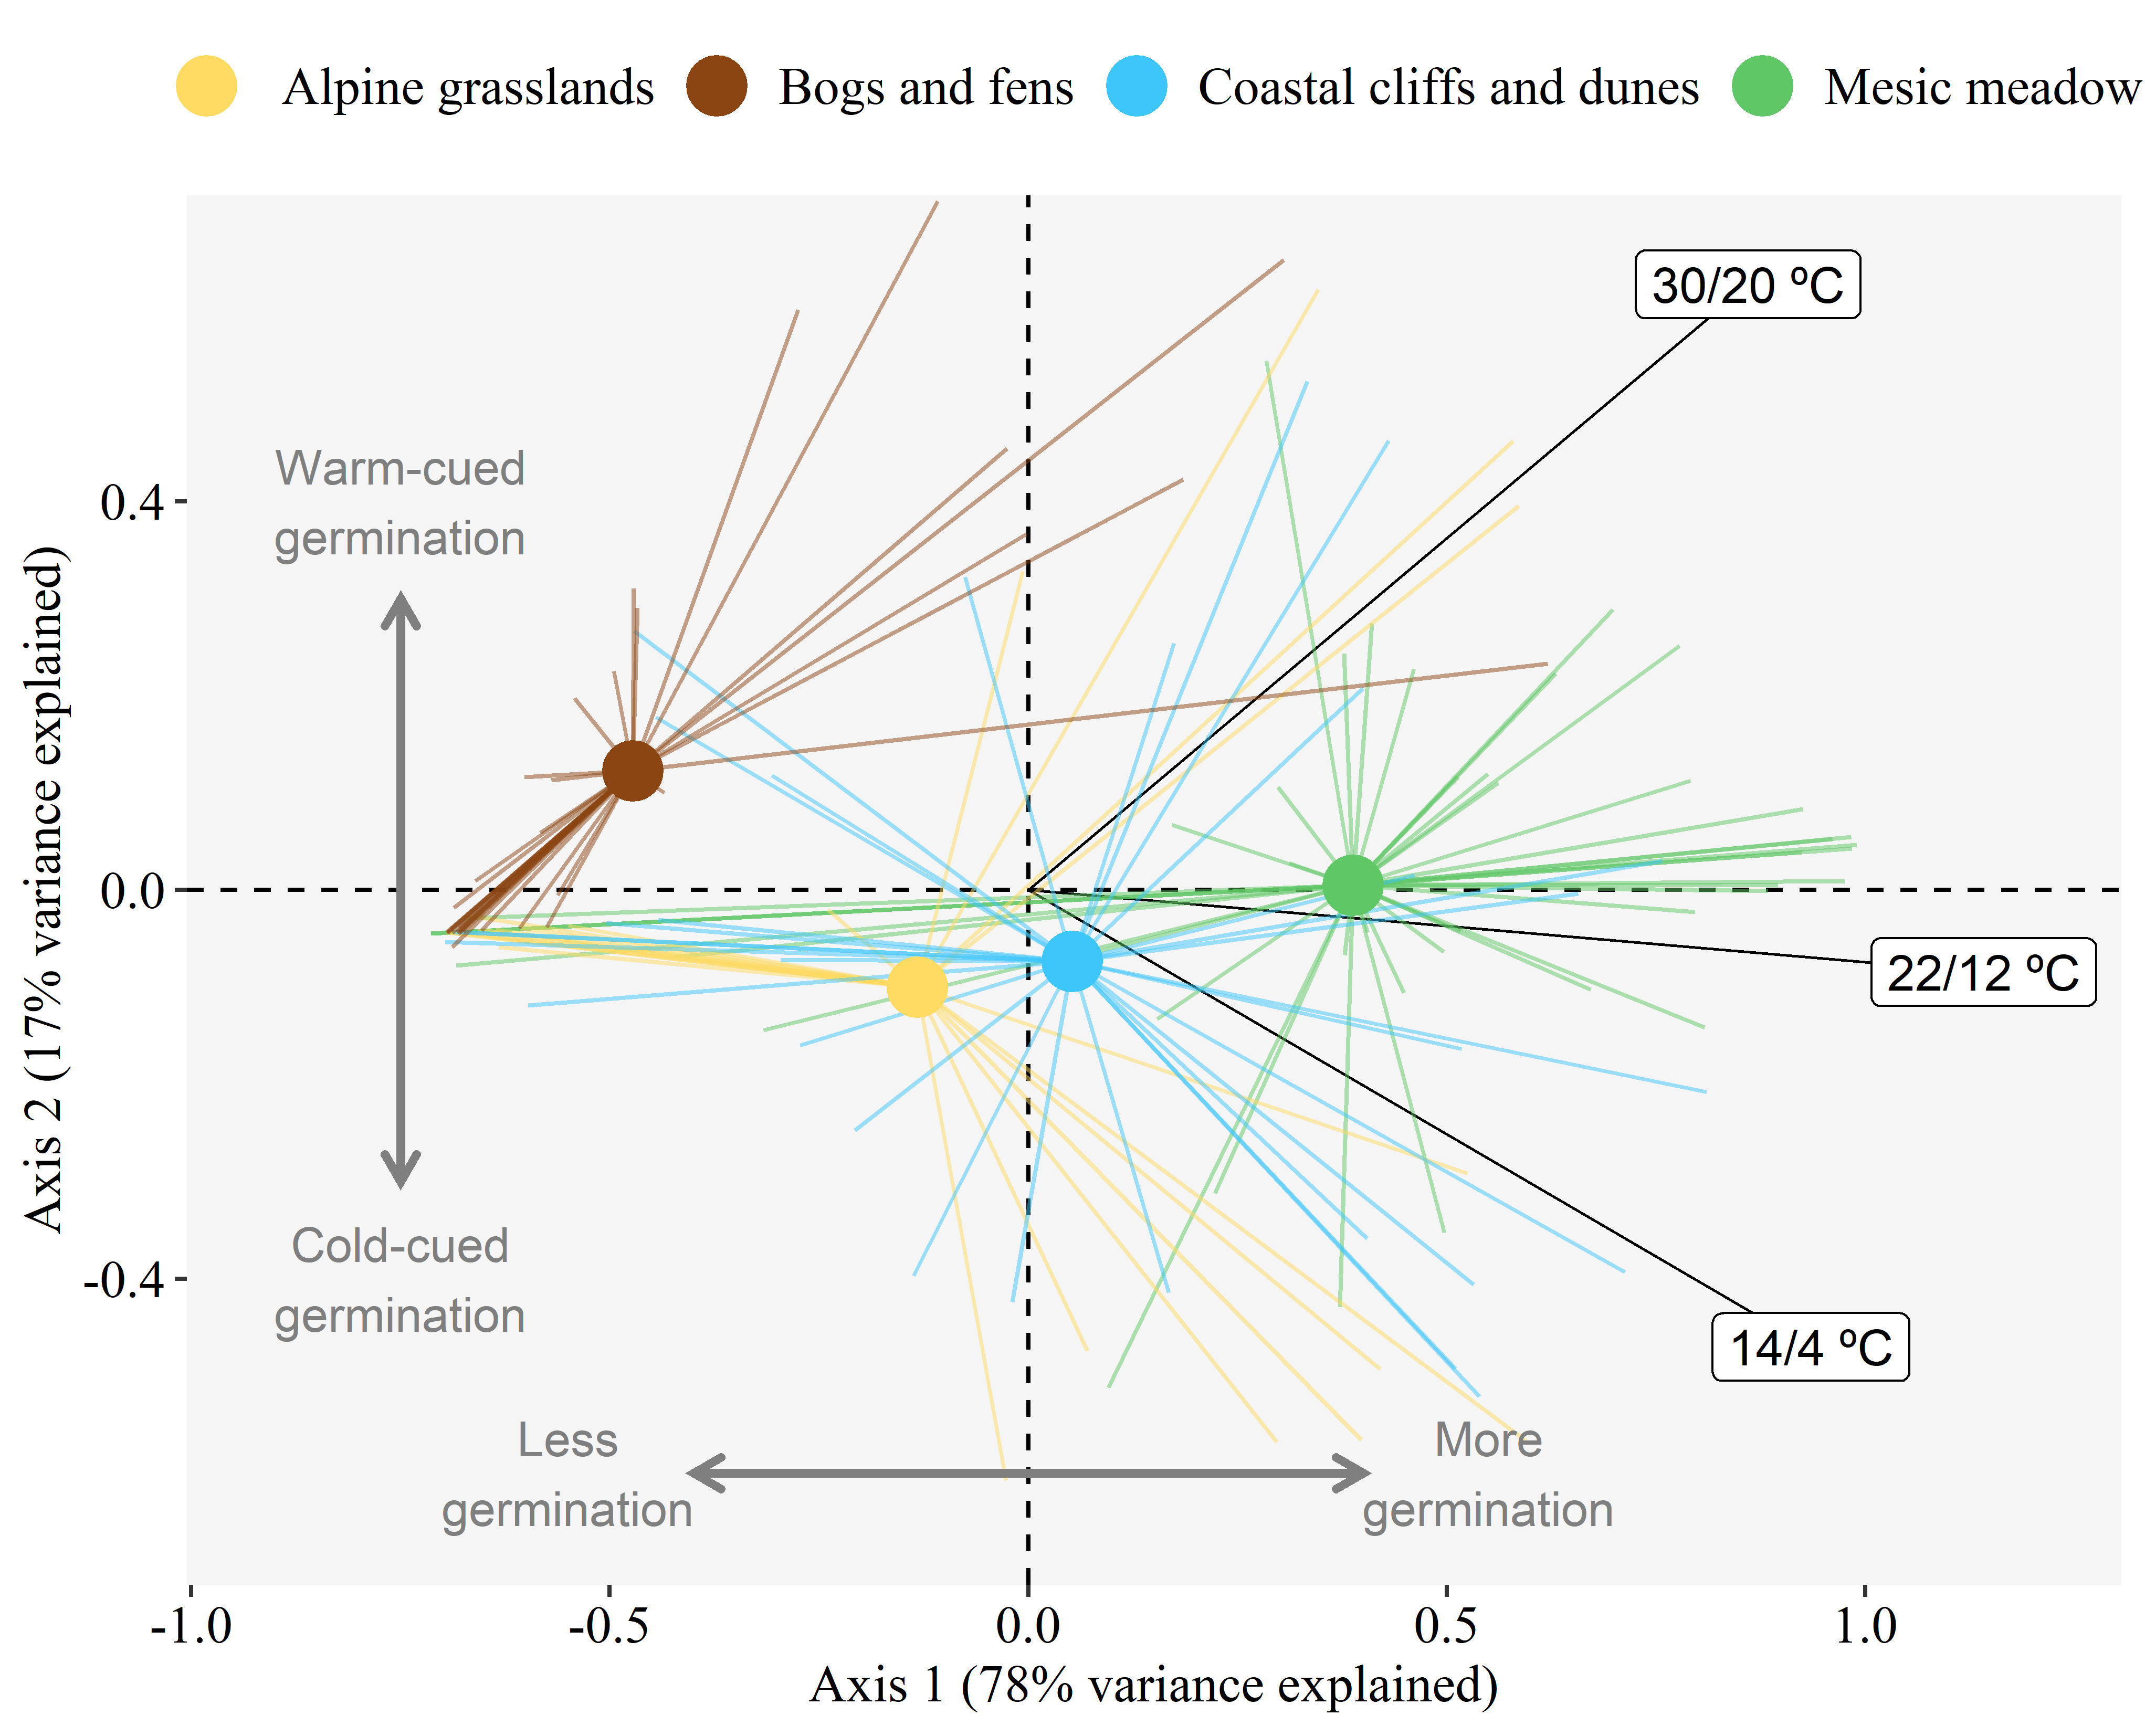 Alpine grasslands
Bogs and fens
Coastal cliffs and dunes
Mesic meadow
30/20 ºC
Warm-cued
germination
0.4
22/12 ºC
0.0
Axis 2 (17% variance explained)
Cold-cued
germination
-0.4
14/4 ºC
Less
germination
More
germination
-1.0
-0.5
0.0
0.5
1.0
Axis 1 (78% variance explained)